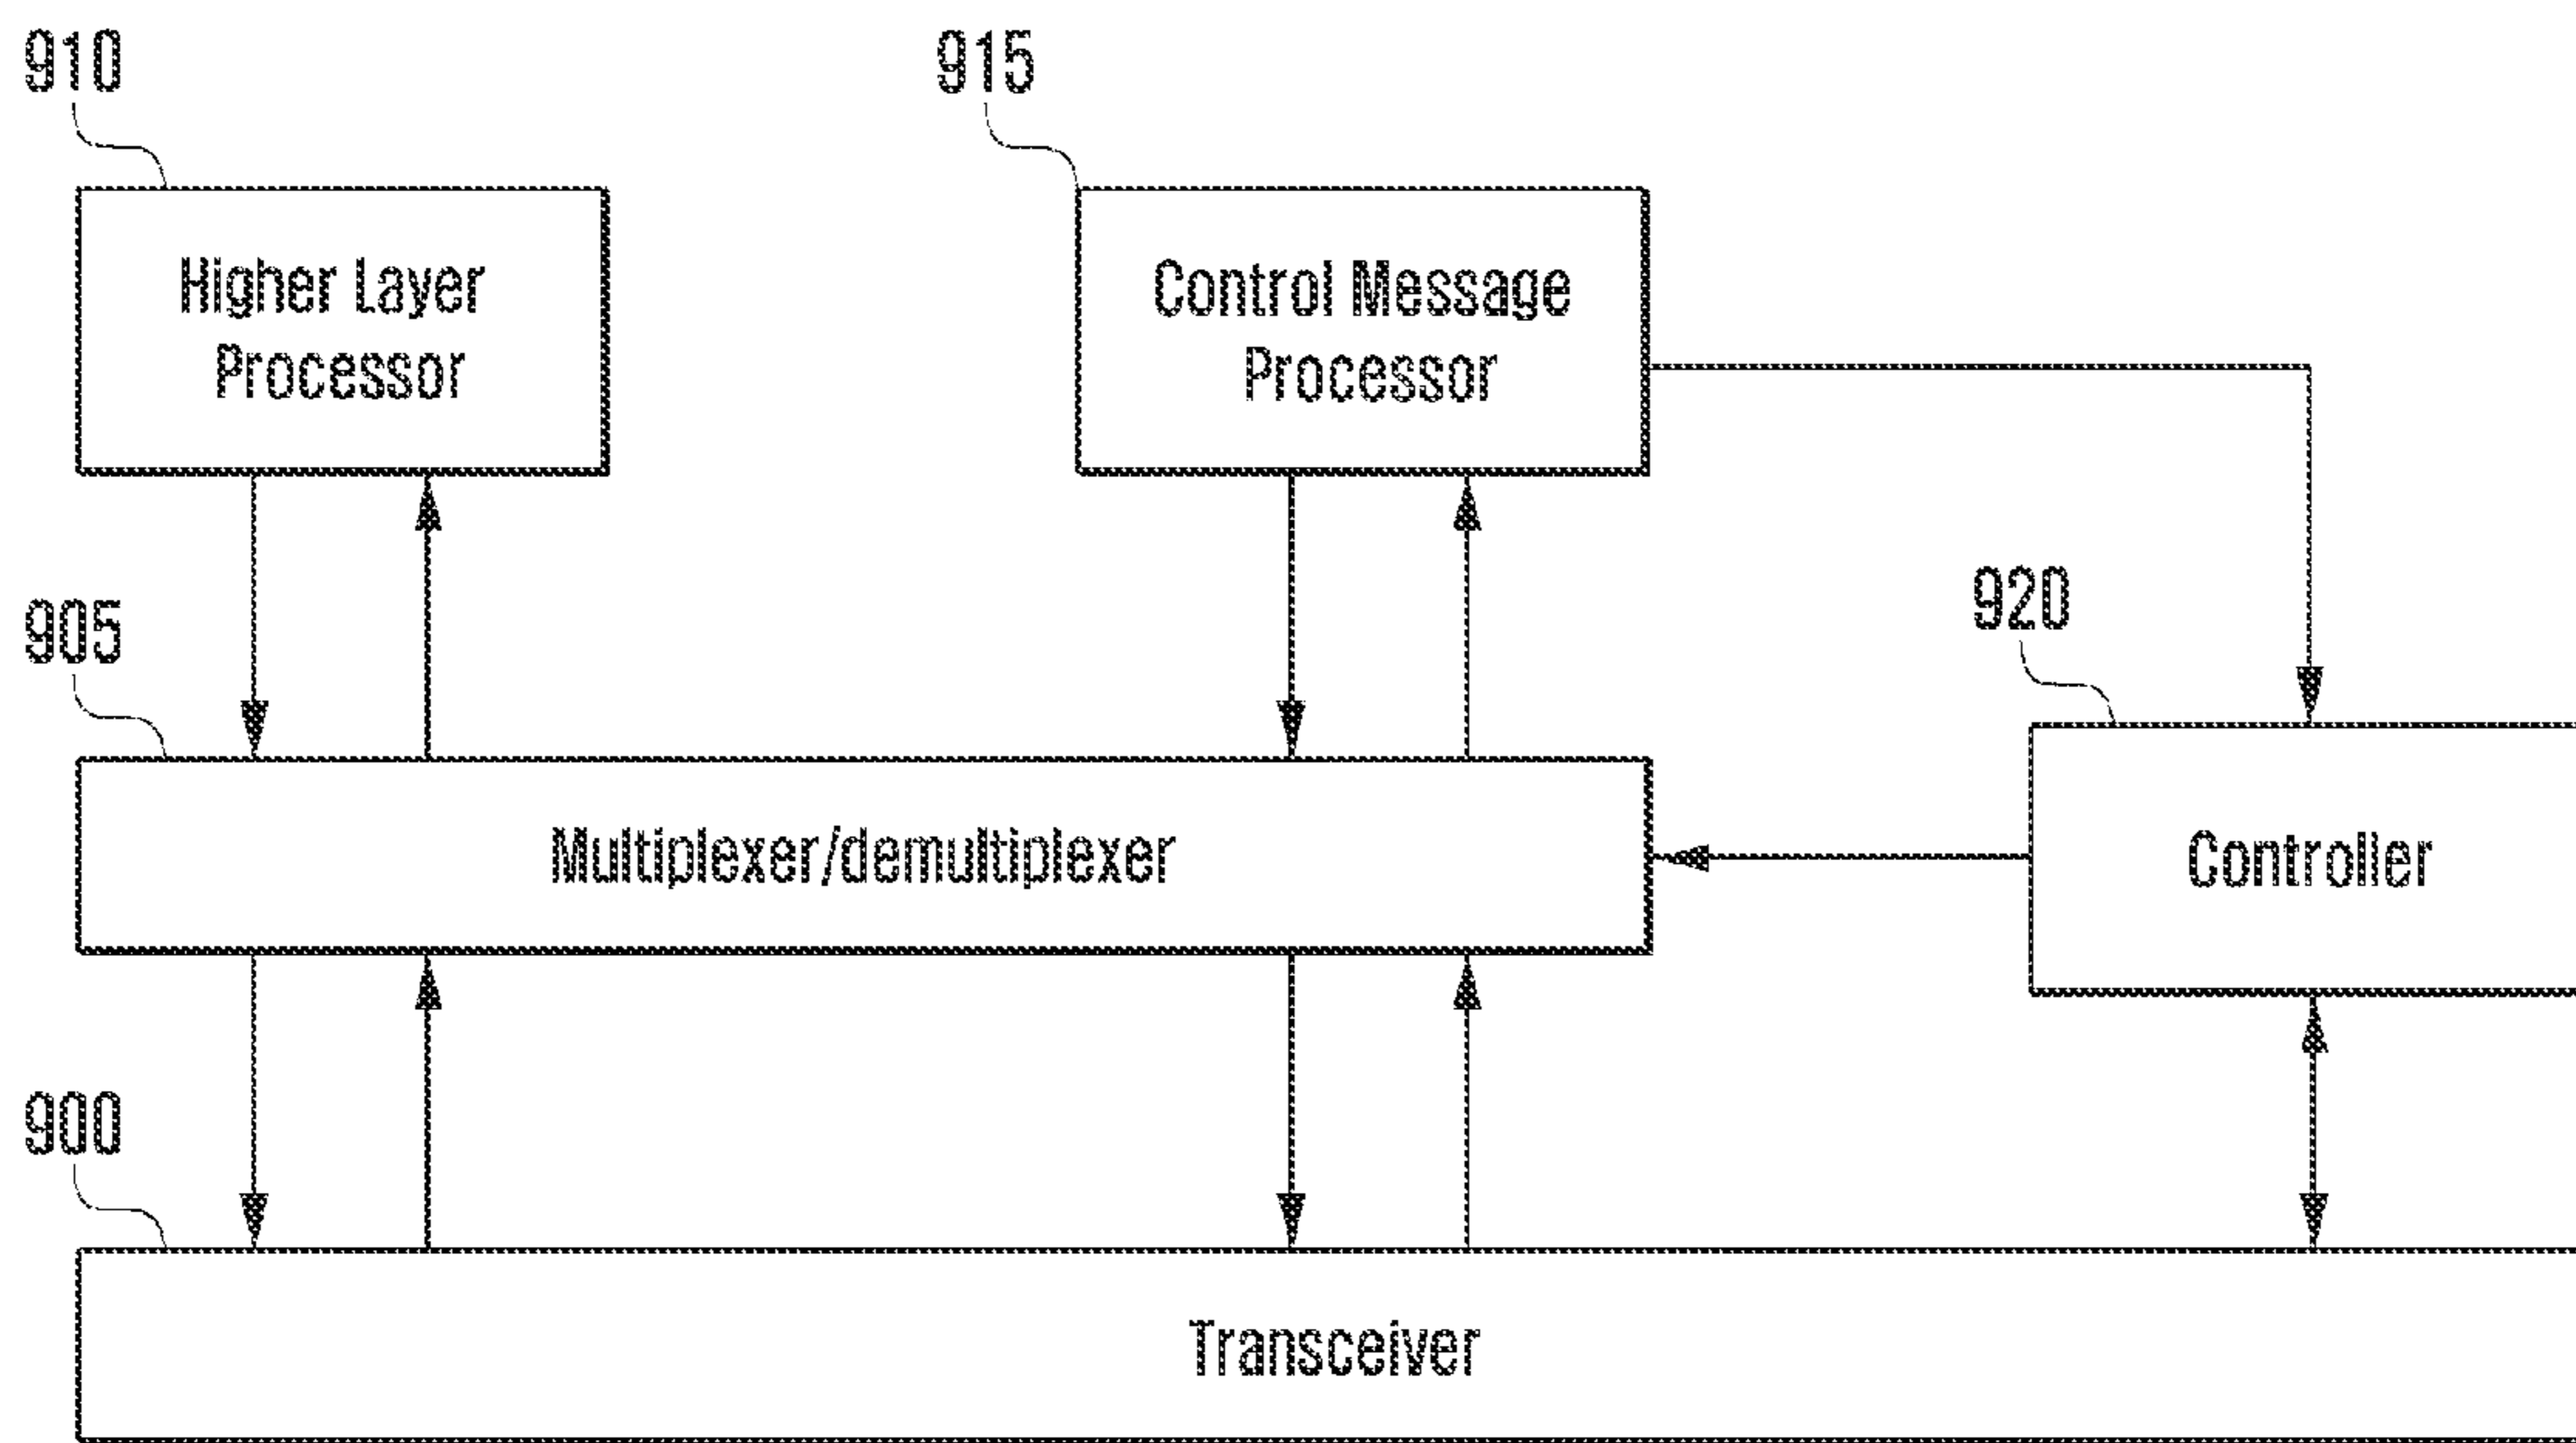 910
915
Higher Layer
Processor
Control Message
Processor
905
920
Multiplexer/demultiplexer
Controller
900
Transceiver